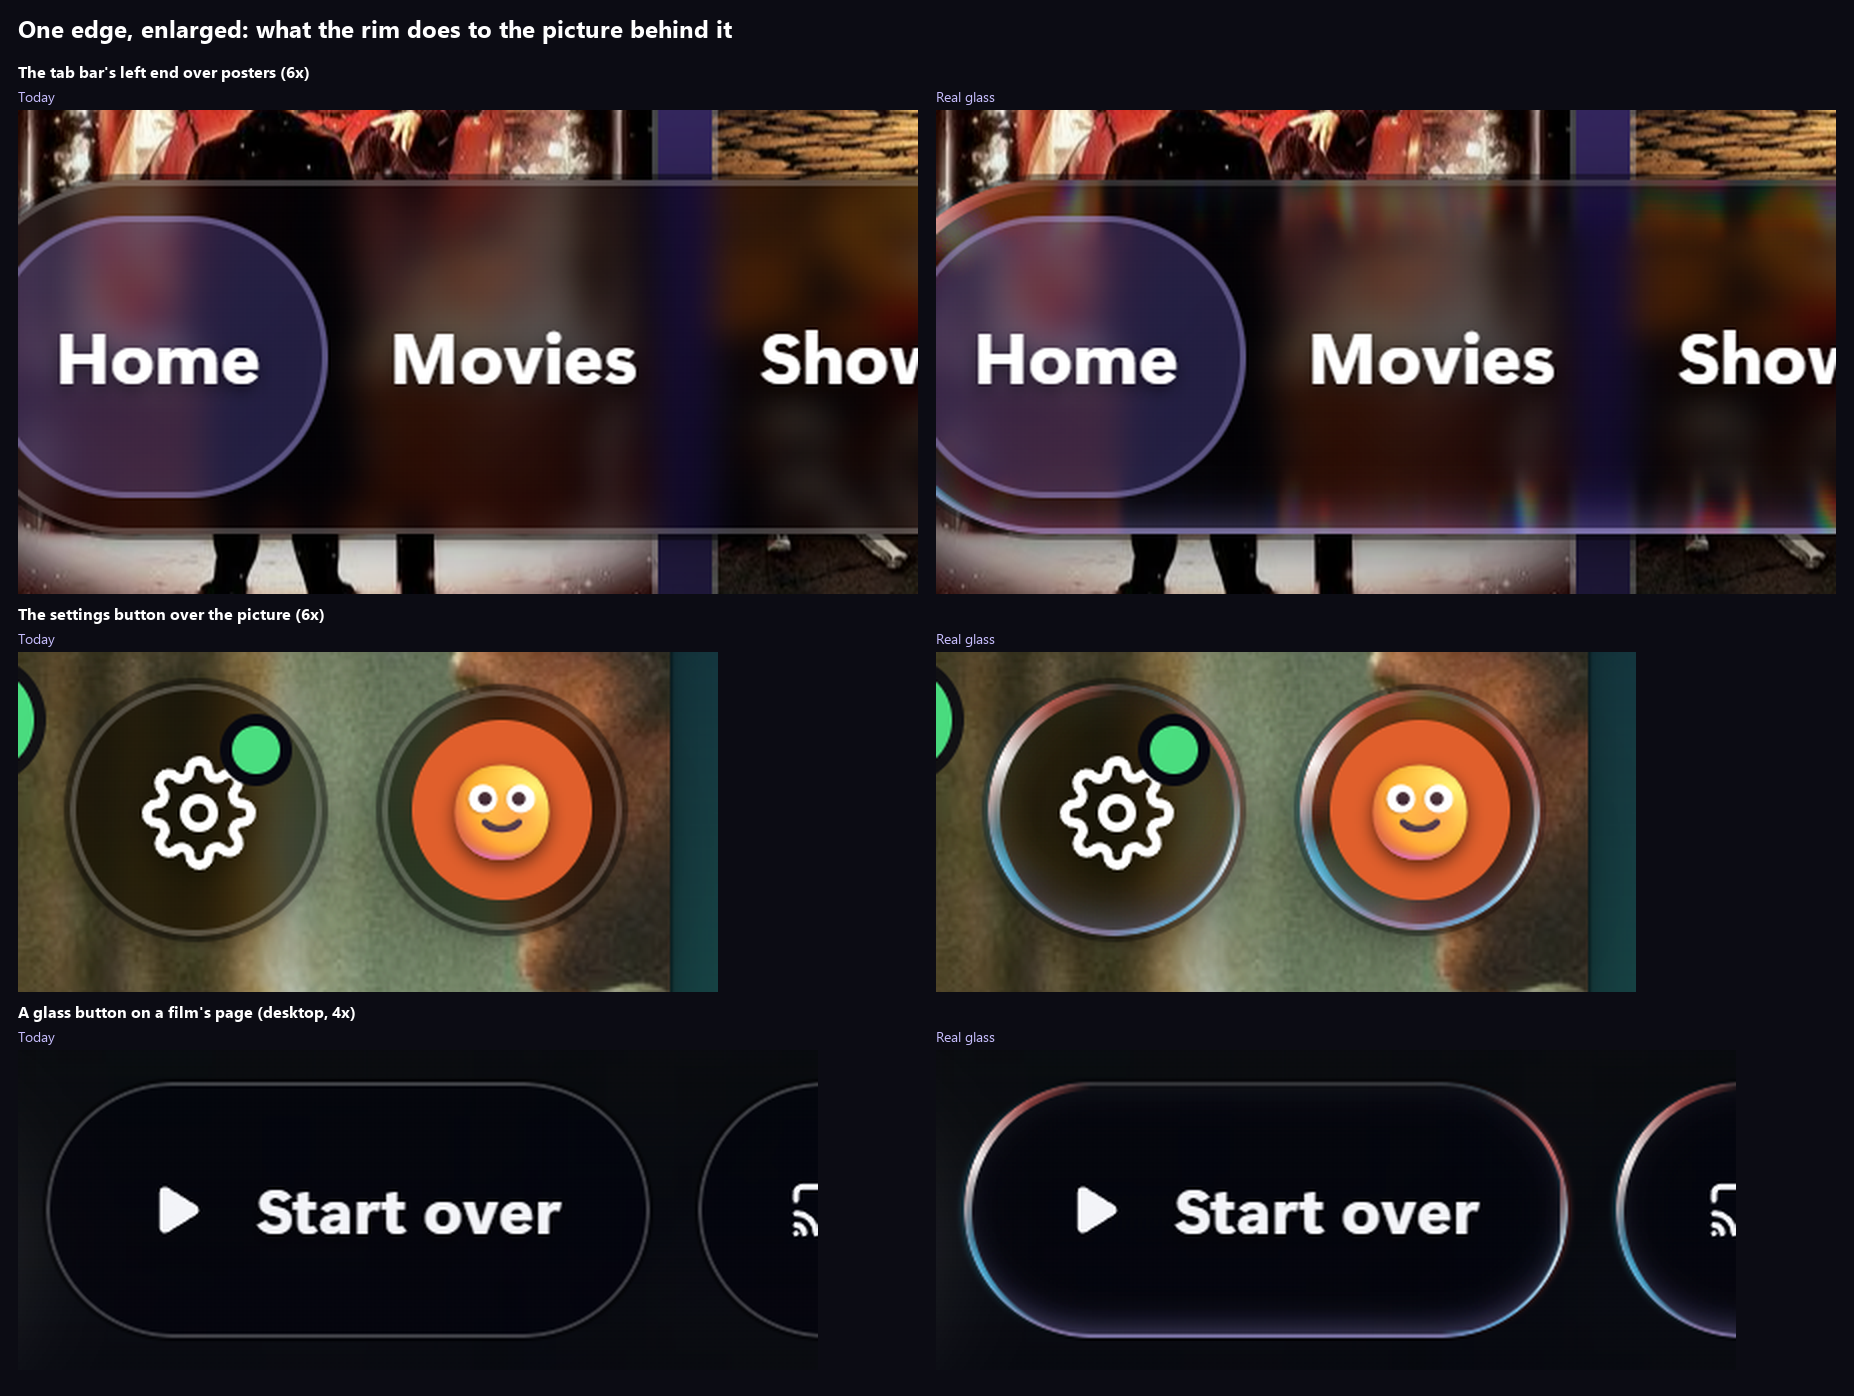 One edge, enlarged: what the rim does to the picture behind it
The tab bar's left end over posters (6x)
Today
Real glass
Home Movies Show
Home Movies Show
The settings button over the picture (6x)
Today
Real glass
A glass button on a film's page (desktop, 4x)
Today
Real glass
Start over
Start over